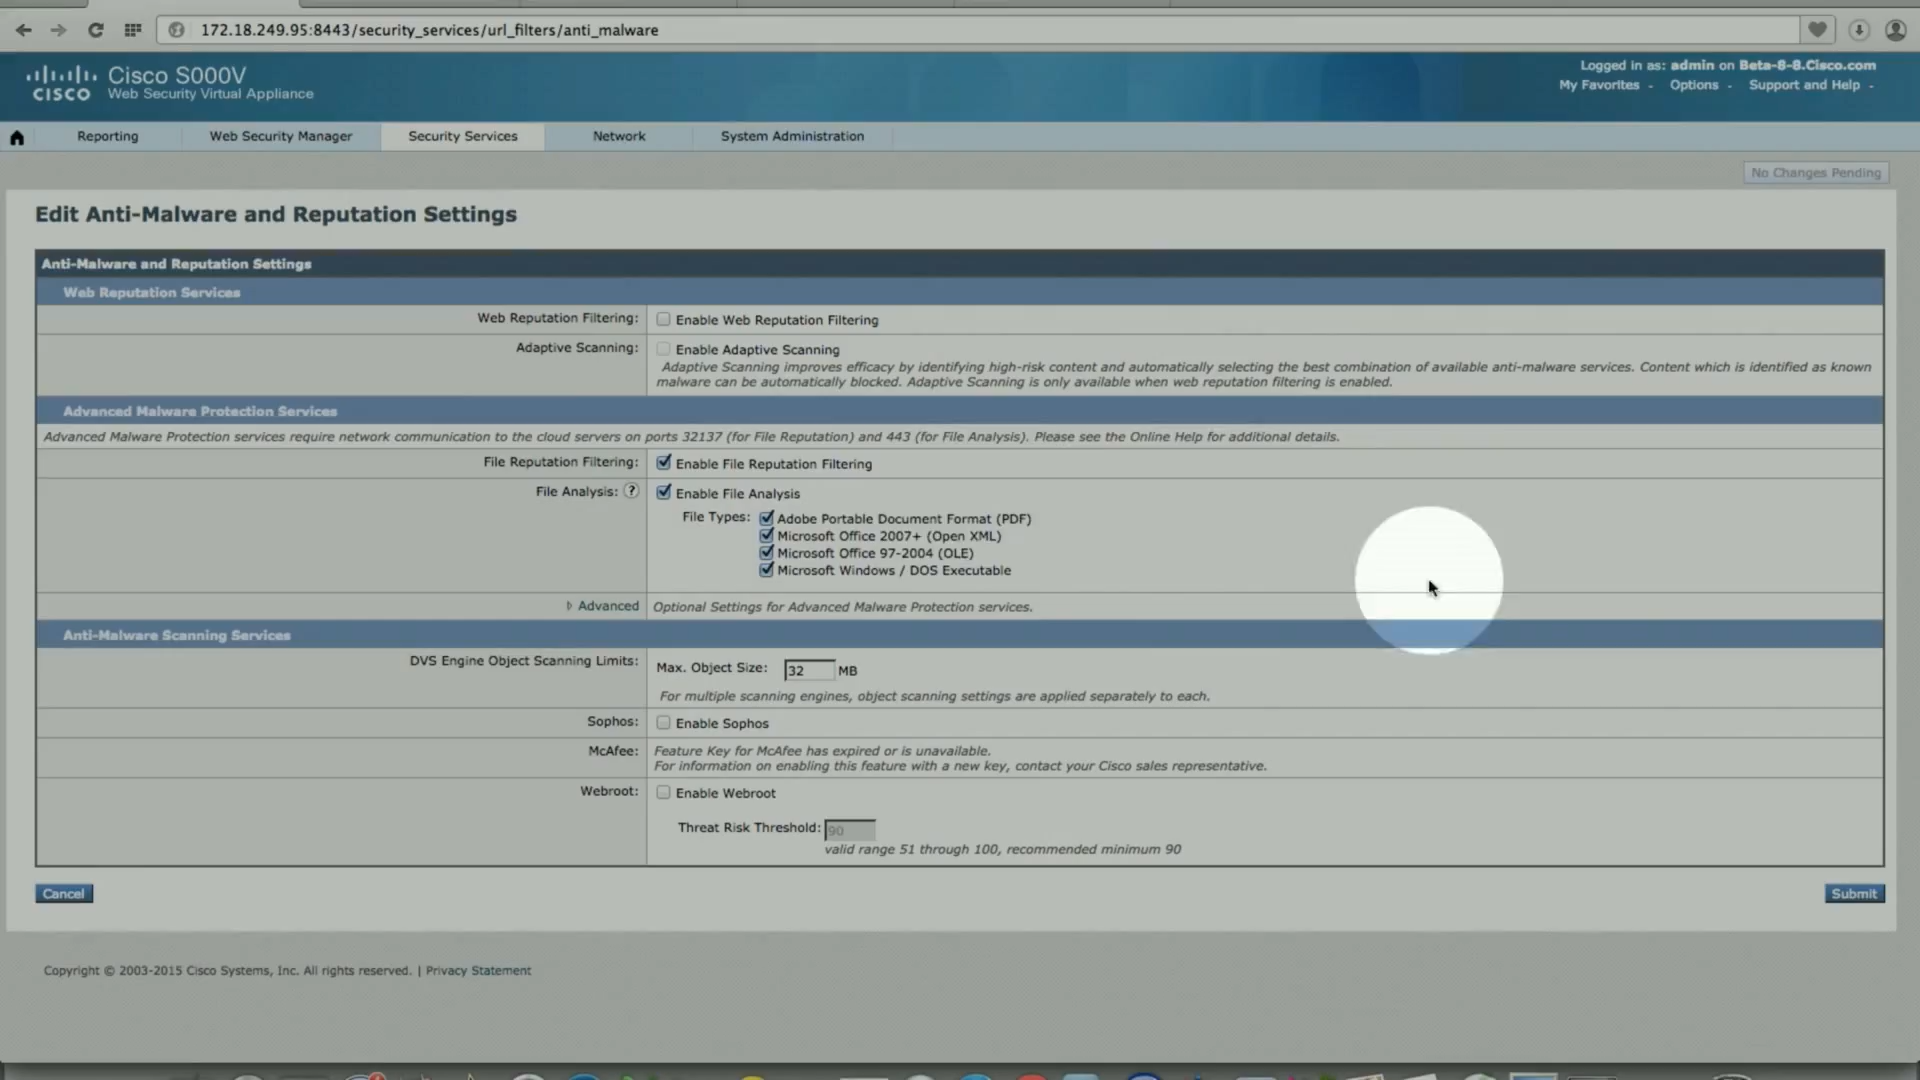 172.18.249.95:8443/security_services/url_filters/anti_malware
Cisco S000V
CISCO
Web Security Virtual Appliance
Logged in as: admin on Beta-8-8.Cisco.com
My Favorites Options Support and Help
Reporting Web Security Manager Security Services Network System Administration
No Changes Pending
Edit Anti-Malware and Reputation Settings
Anti-Malware and Reputation Settings
Web Reputation Services
Web Reputation Filtering: Enable Web Reputation Filtering
Adaptive Scanning: Enable Adaptive Scanning
Adaptive Scanning improves efficacy by identifying high-risk content and automatically selecting the best combination of available anti-malware services. Content which is identified as known
malware can be automatically blocked. Adaptive Scanning is only available when web reputation filtering is enabled.
Advanced Malware Protection Services
Advanced Malware Protection services require network communication to the cloud servers on ports 32137 (for File Reputation) and 443 (for File Analysis). Please see the Online Help for additional details.
File Reputation Filtering: Enable File Reputation Filtering
File Analysis: ? Enable File Analysis
File Types: Adobe Portable Document Format (PDF)
Microsoft Office 2007+ (Open XML)
Microsoft Office 97-2004 (OLE)
Microsoft Windows / DOS Executable
Advanced Optional Settings for Advanced Malware Protection services.
Anti-Malware Scanning Services
DVS Engine Object Scanning Limits: Max. Object Size: 32 MB
For multiple scanning engines, object scanning settings are applied separately to each.
Sophos: Enable Sophos
McAfee: Feature Key for McAfee has expired or is unavailable.
For information on enabling this feature with a new key, contact your Cisco sales representative.
Webroot: Enable Webroot
Threat Risk Threshold: 90
valid range 51 through 100, recommended minimum 90
Cancel Submit
Copyright © 2003-2015 Cisco Systems, Inc. All rights reserved. | Privacy Statement